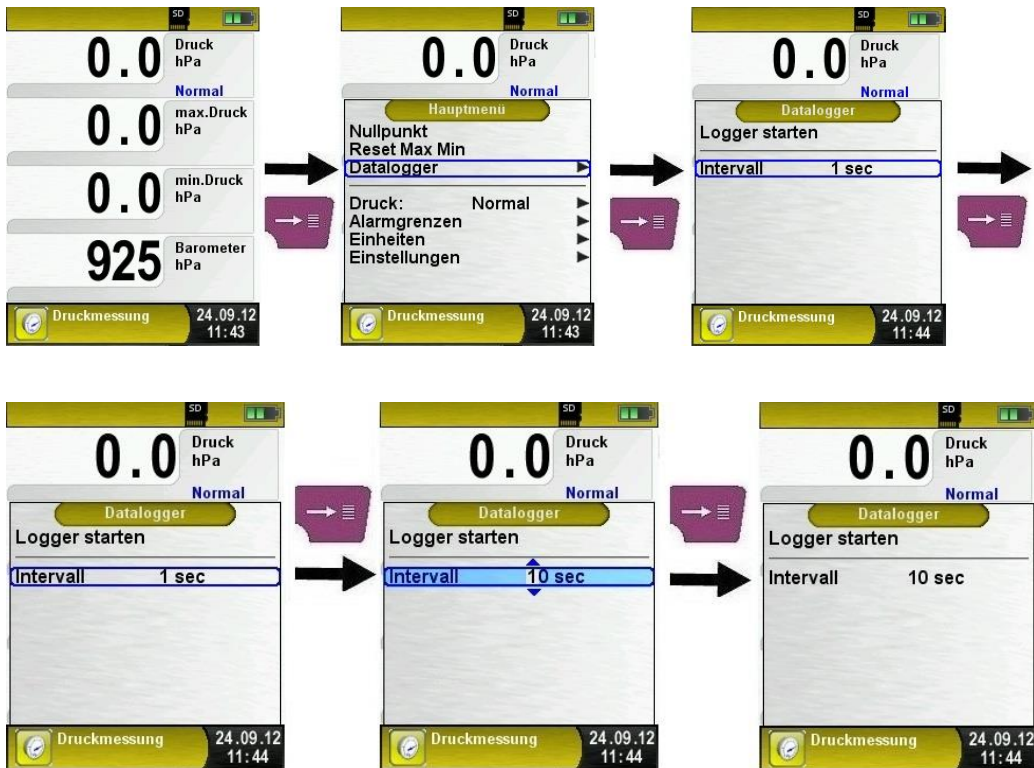 SD
0.0 Druck
hPa
Normal
0.0 max.Druck
hPa
0.0 min.Druck
hPa
925 Barometer
hPa
Druckmessung 24.09.12
11:43
SD
0.0 Druck
hPa
Normal
Hauptmenü
Nullpunkt
Reset Max Min
Datalogger
Druck: Normal
Alarmgrenzen
Einheiten
Einstellungen
Druckmessung 24.09.12
11:43
SD
0.0 Druck
hPa
Normal
Datalogger
Logger starten
Intervall 1 sec
Druckmessung 24.09.12
11:44
SD
0.0 Druck
hPa
Normal
Datalogger
Logger starten
Intervall 1 sec
Druckmessung 24.09.12
11:44
SD
0.0 Druck
hPa
Normal
Datalogger
Logger starten
Intervall 10 sec
Druckmessung 24.09.12
11:44
SD
0.0 Druck
hPa
Normal
Datalogger
Logger starten
Intervall 10 sec
Druckmessung 24.09.12
11:44